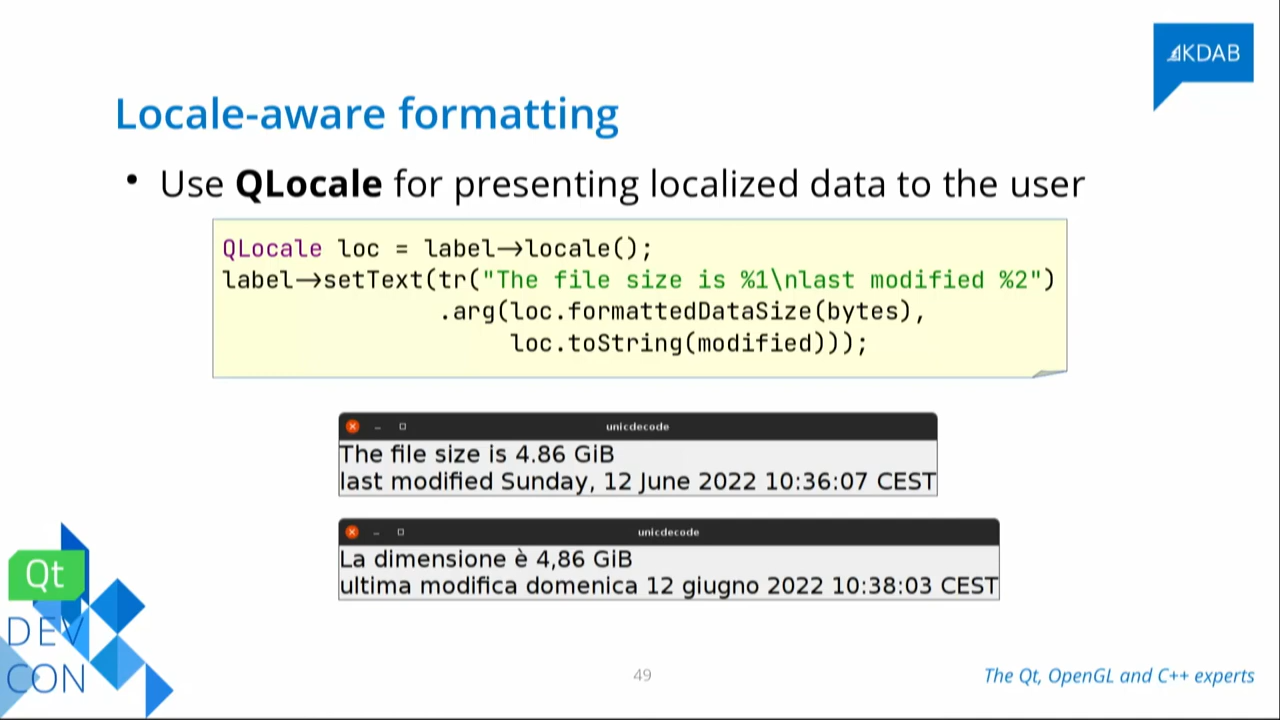 KDAB
Locale-aware formatting
• Use QLocale for presenting localized data to the user
QLocale loc = label→locale();
label→setText(tr("The file size is %1\nlast modified %2")
.arg(loc.formattedDataSize(bytes),
loc.toString(modified)));
unicdecode
The file size is 4.86 GiB
last modified Sunday, 12 June 2022 10:36:07 CEST
unicdecode
La dimensione è 4,86 GiB
ultima modifica domenica 12 giugno 2022 10:38:03 CEST
Qt
DEV
CON
49
The Qt, OpenGL and C++ experts